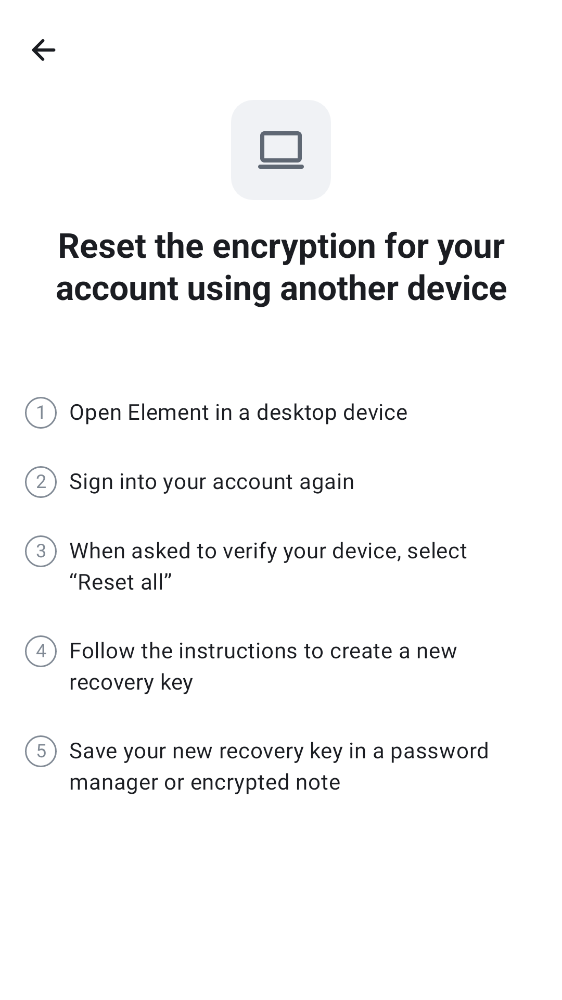 Reset the encryption for your
account using another device
1 Open Element in a desktop device
2 Sign into your account again
3 When asked to verify your device, select
“Reset all”
4 Follow the instructions to create a new
recovery key
5 Save your new recovery key in a password
manager or encrypted note